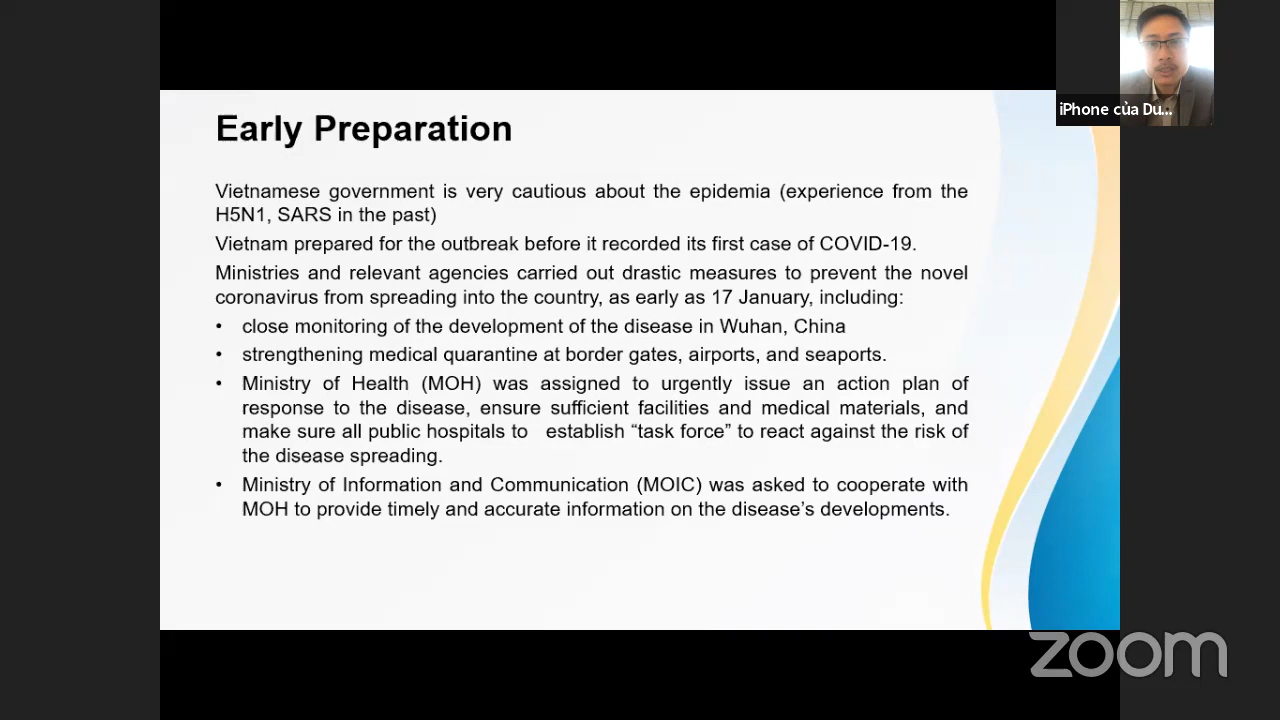 Early Preparation
iPhone của Du...
Vietnamese government is very cautious about the epidemia (experience from the
H5N1, SARS in the past)
Vietnam prepared for the outbreak before it recorded its first case of COVID-19.
Ministries and relevant agencies carried out drastic measures to prevent the novel
coronavirus from spreading into the country, as early as 17 January, including:
• close monitoring of the development of the disease in Wuhan, China
• strengthening medical quarantine at border gates, airports, and seaports.
• Ministry of Health (MOH) was assigned to urgently issue an action plan of
response to the disease, ensure sufficient facilities and medical materials, and
make sure all public hospitals to establish “task force” to react against the risk of
the disease spreading.
• Ministry of Information and Communication (MOIC) was asked to cooperate with
MOH to provide timely and accurate information on the disease’s developments.
zoom